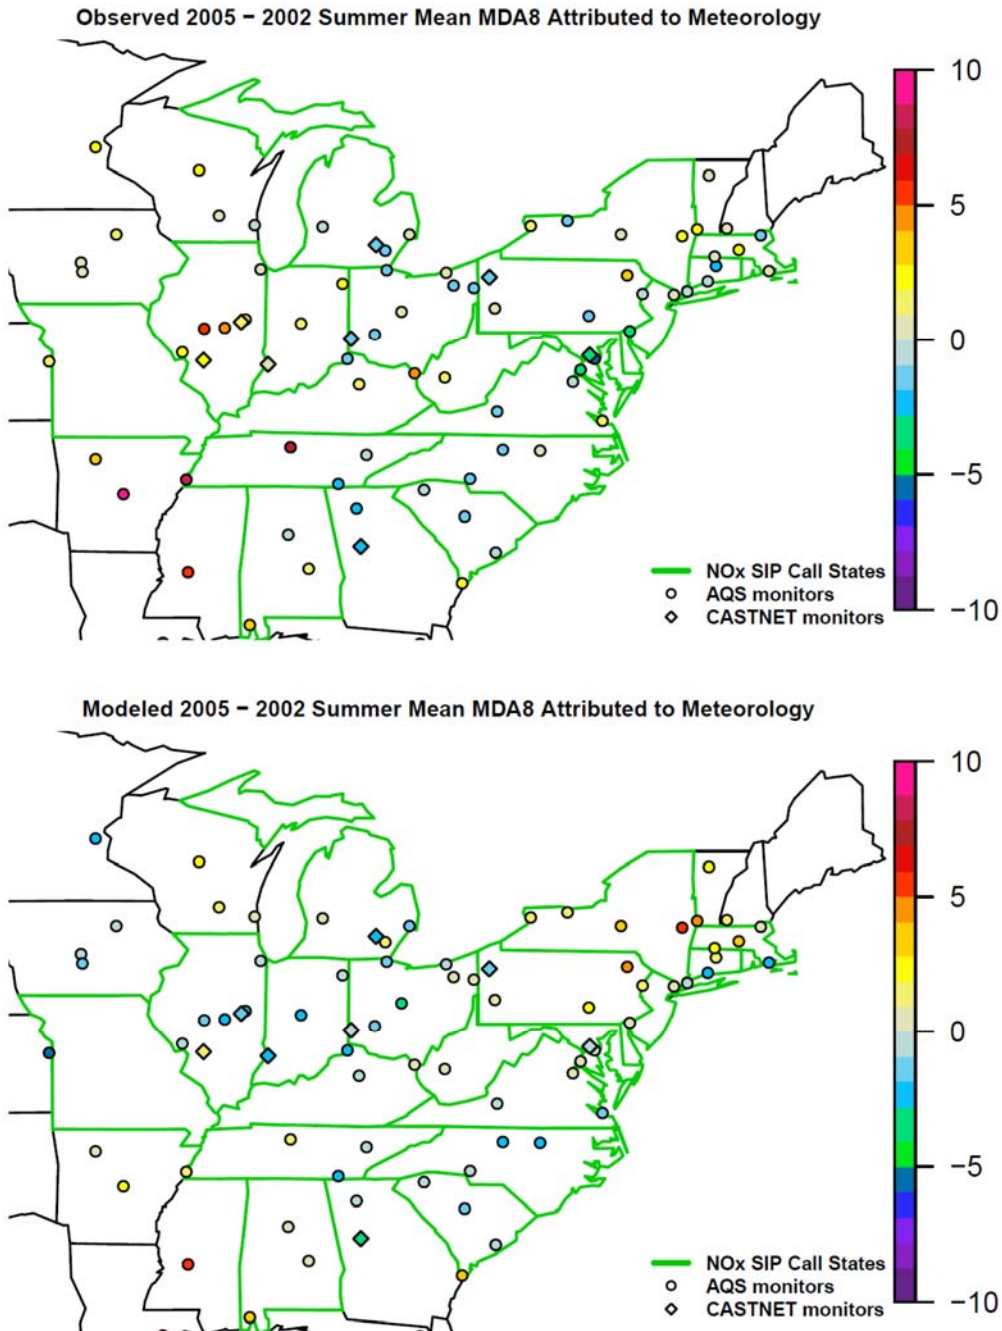 Observed 2005 − 2002 Summer Mean MDA8 Attributed to Meteorology
10
5
0
−5
−10
NOx SIP Call States
AQS monitors
CASTNET monitors
Modeled 2005 − 2002 Summer Mean MDA8 Attributed to Meteorology
10
5
0
−5
−10
NOx SIP Call States
AQS monitors
CASTNET monitors